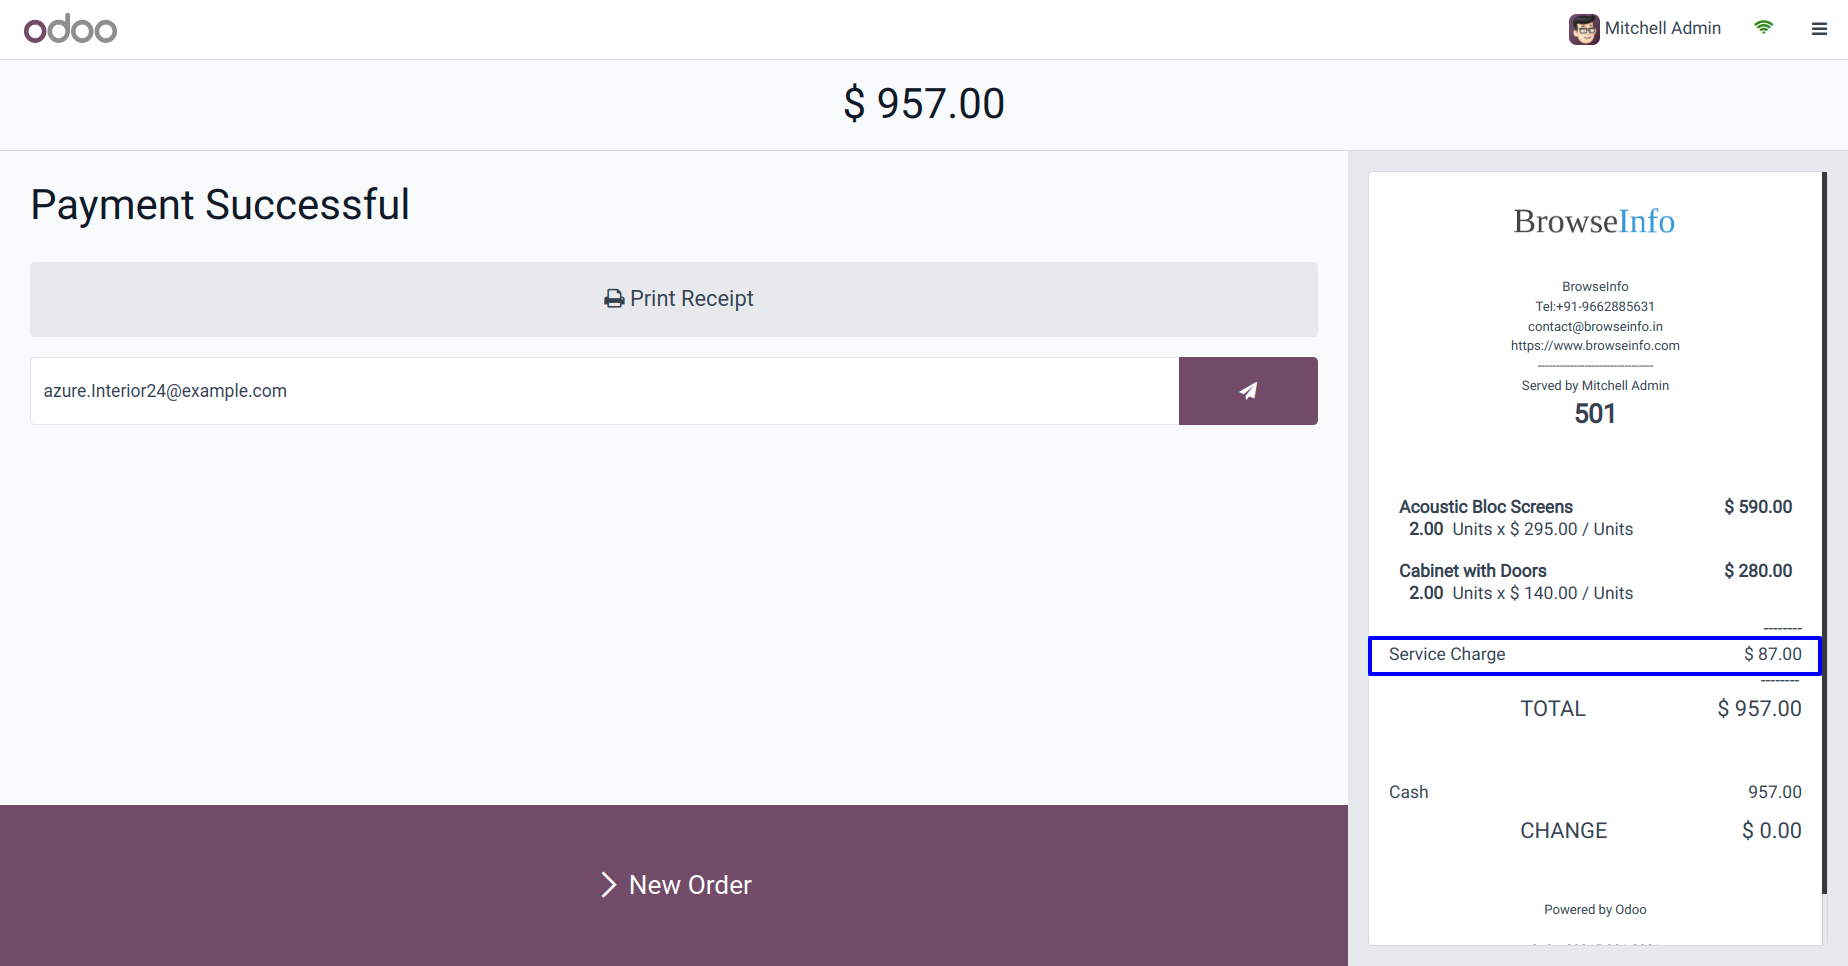 odoo
Mitchell Admin
$ 957.00
Payment Successful
Print Receipt
azure.Interior24@example.com
New Order
BrowseInfo
BrowseInfo
Tel:+91-9662885631
contact@browseinfo.in
https://www.browseinfo.com
--------------------------------
Served by Mitchell Admin
501
Acoustic Bloc Screens $ 590.00
2.00 Units x $ 295.00 / Units
Cabinet with Doors $ 280.00
2.00 Units x $ 140.00 / Units
--------
Service Charge $ 87.00
--------
TOTAL $ 957.00
Cash 957.00
CHANGE $ 0.00
Powered by Odoo